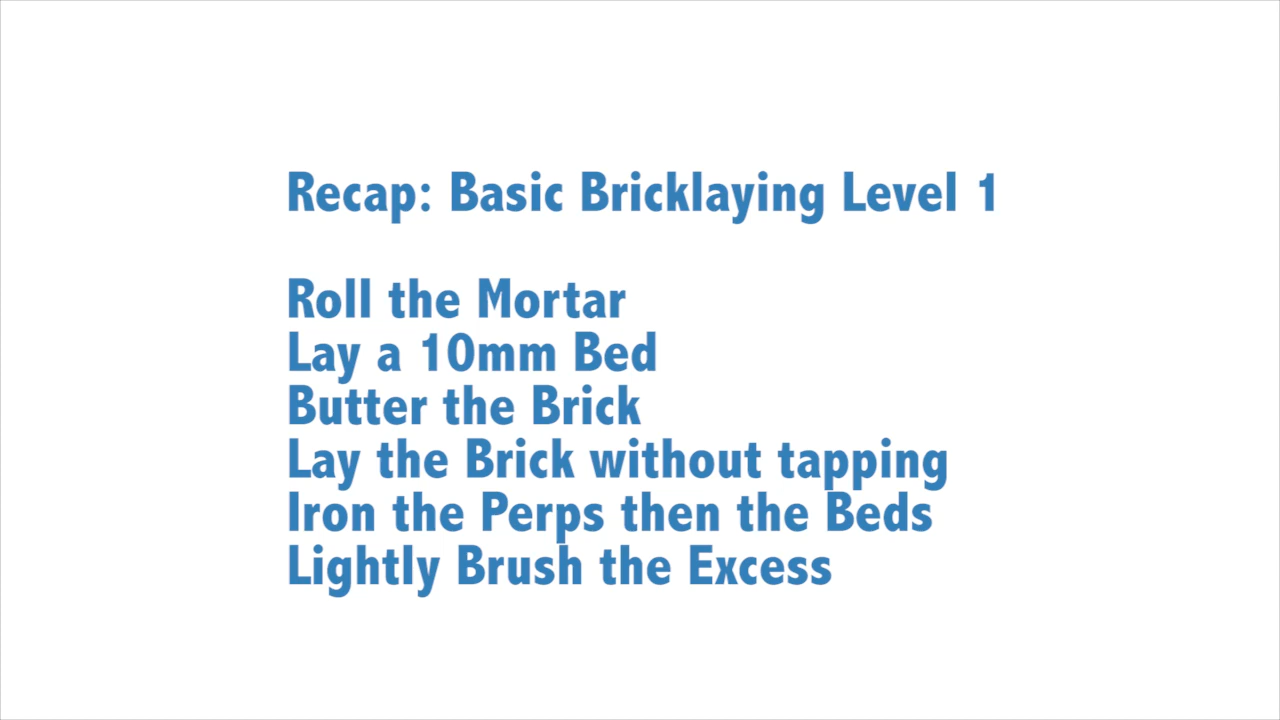 Recap: Basic Bricklaying Level 1
Roll the Mortar
Lay a 10mm Bed
Butter the Brick
Lay the Brick without tapping
Iron the Perps then the Beds
Lightly Brush the Excess